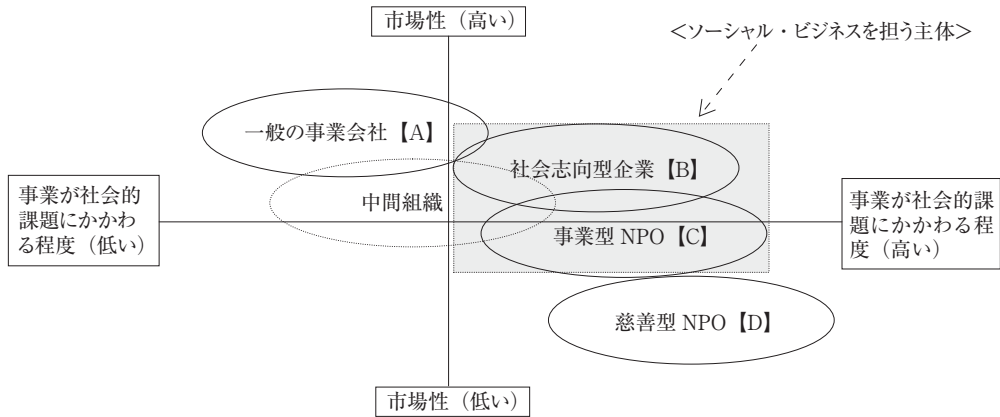 市場性（高い）
＜ソーシャル・ビジネスを担う主体＞
一般の事業会社【A】
社会志向型企業【B】
中間組織
事業が社会的
課題にかかわ
る程度（低い）
事業が社会的課
題にかかわる程
度（高い）
事業型 NPO【C】
慈善型 NPO【D】
市場性（低い）